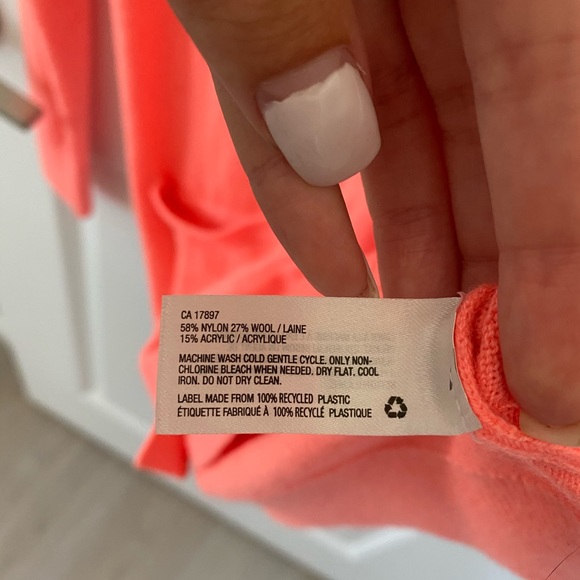 CA 17897
58% NYLON 27% WOOL / LAINE
15% ACRYLIC / ACRYLIQUE
MACHINE WASH COLD GENTLE CYCLE. ONLY NON-
CHLORINE BLEACH WHEN NEEDED. DRY FLAT. COOL
IRON. DO NOT DRY CLEAN.
LABEL MADE FROM 100% RECYCLED PLASTIC
ÉTIQUETTE FABRIQUÉ À 100% RECYCLÉ PLASTIQUE